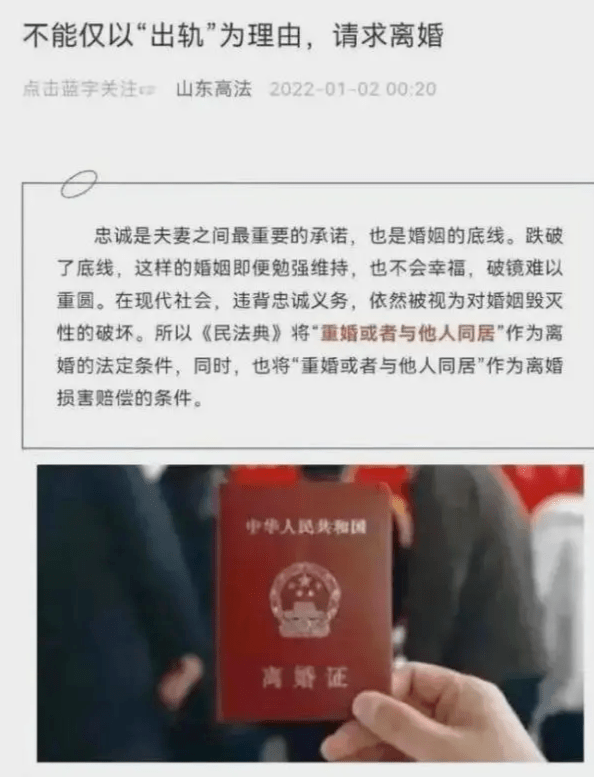 不能仅以“出轨”为理由，请求离婚
点击蓝字关注☞ 山东高法 2022-01-02 00:20
忠诚是夫妻之间最重要的承诺，也是婚姻的底线。跌破
了底线，这样的婚姻即便勉强维持，也不会幸福，破镜难以
重圆。在现代社会，违背忠诚义务，依然被视为对婚姻毁灭
性的破坏。所以《民法典》将“重婚或者与他人同居”作为离
婚的法定条件，同时，也将“重婚或者与他人同居”作为离婚
损害赔偿的条件。
中华人民共和国
离婚证